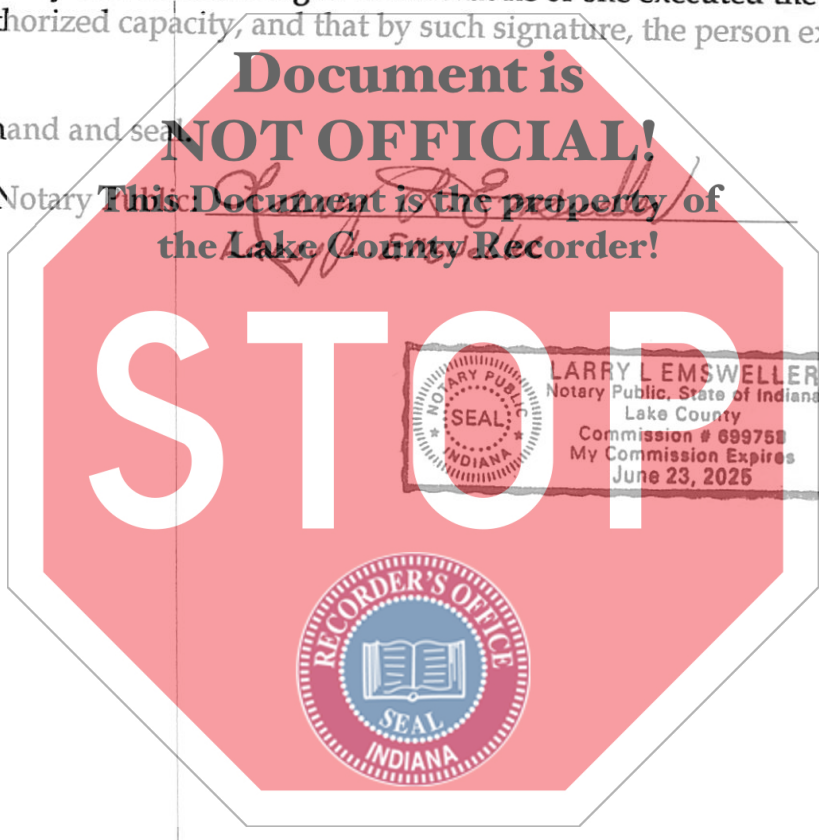 executed the
thorized capacity, and that by such signature, the person ex
Document is
hand and seal.
NOT OFFICIAL!
Notary Public:
This Document is the property of
the Lake County Recorder!
STOP
LARRY L EMSWELLER
Notary Public, State of Indiana
Lake County
Commission # 699758
My Commission Expires
June 23, 2025
NOTARY PUBLIC
SEAL
INDIANA
RECORDER'S OFFICE
SEAL
INDIANA